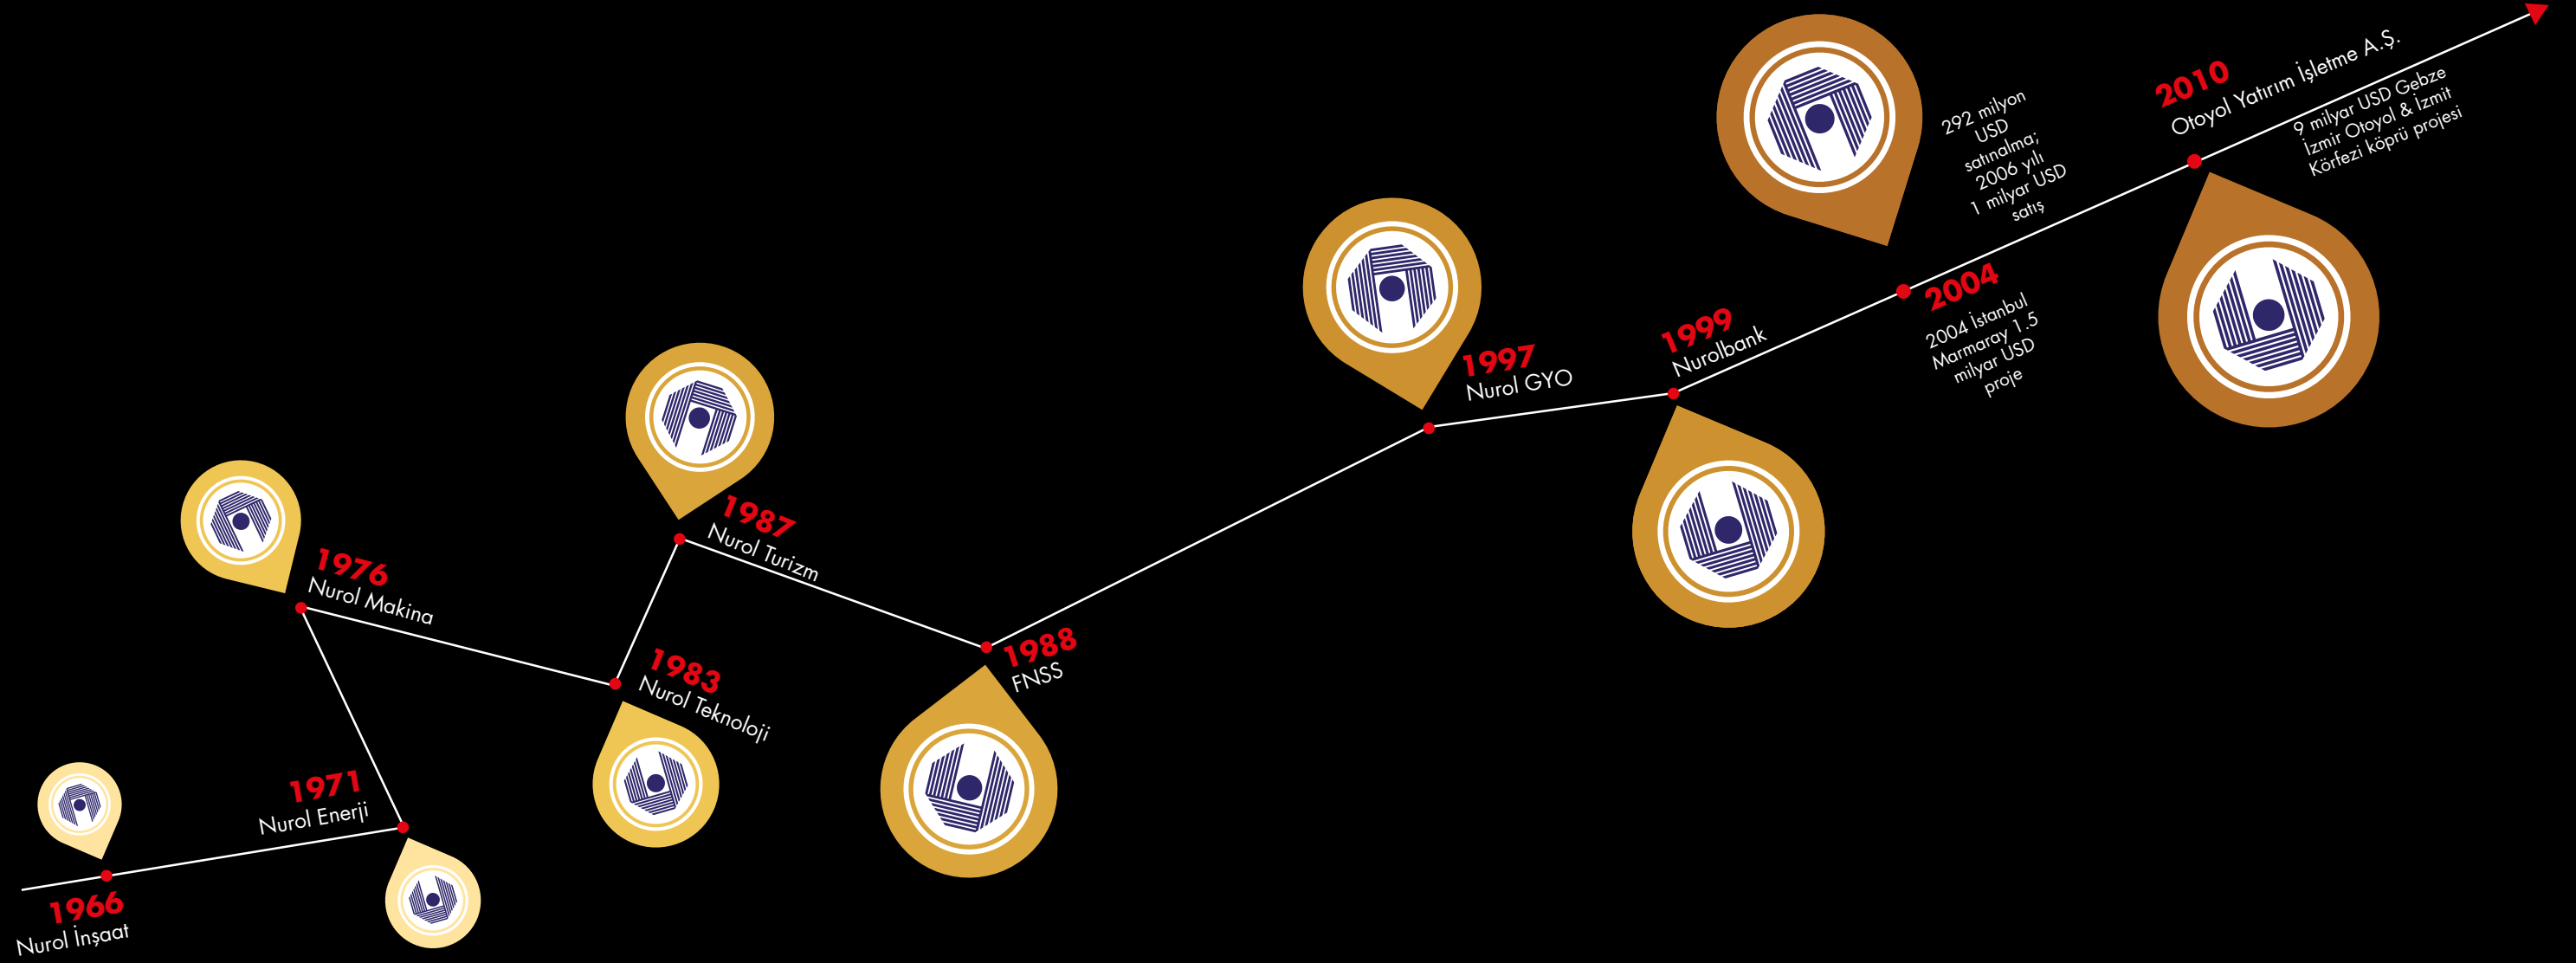 1966
Nurol İnşaat
1971
Nurol Enerji
1976
Nurol Makina
1983
Nurol Teknoloji
1987
Nurol Turizm
1988
FNSS
1997
Nurol GYO
1999
Nurolbank
292 milyon
USD
satınalma;
2006 yılı
1 milyar USD
satış
2004
2004 İstanbul
Marmaray 1.5
milyar USD
proje
2010
Otoyol Yatırım İşletme A.Ş.
9 milyar USD Gebze
İzmir Otoyol & İzmit
Körfezi köprü projesi